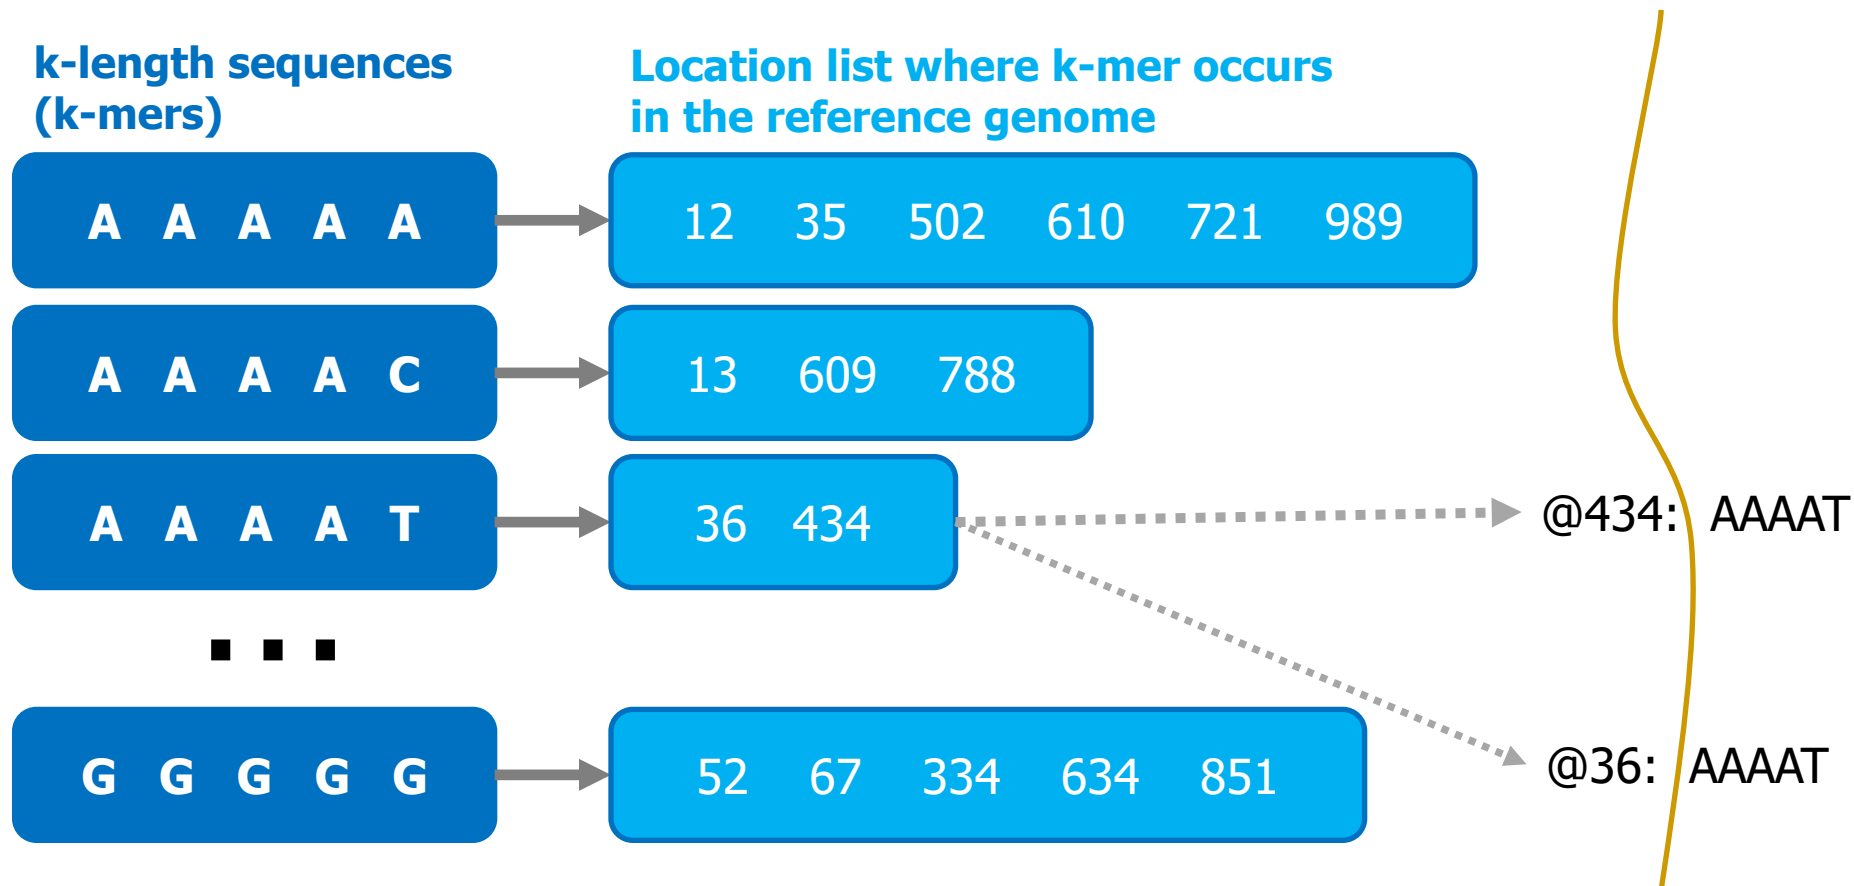 k-length sequences
(k-mers)
Location list where k-mer occurs
in the reference genome
A A A A A
12 35 502 610 721 989
A A A A C
13 609 788
A A A A T
36 434
@434: AAAAT
...
G G G G G
52 67 334 634 851
@36: AAAAT